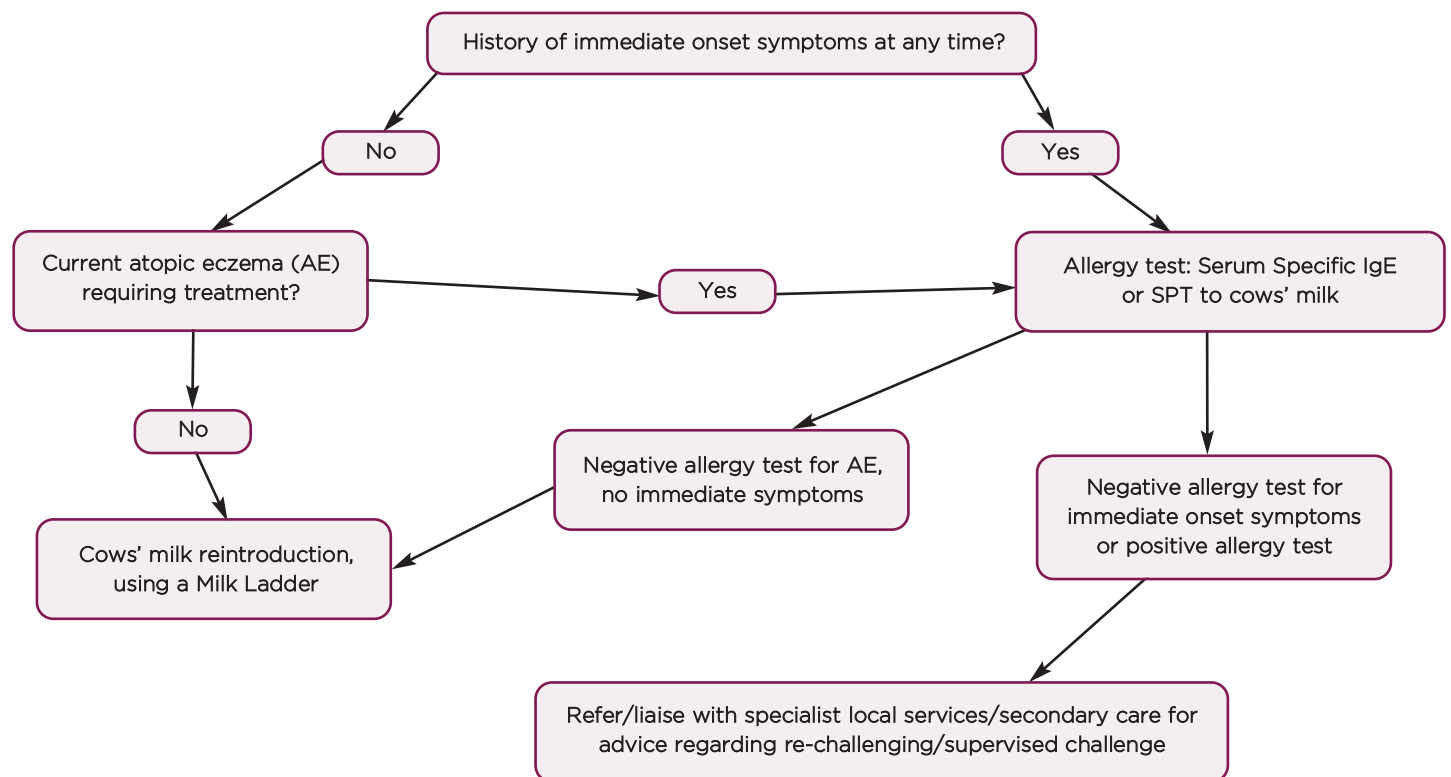 History of immediate onset symptoms at any time?
No
Yes
Current atopic eczema (AE)
requiring treatment?
Yes
Allergy test: Serum Specific IgE
or SPT to cows’ milk
No
Negative allergy test for AE,
no immediate symptoms
Negative allergy test for
immediate onset symptoms
or positive allergy test
Cows’ milk reintroduction,
using a Milk Ladder
Refer/liaise with specialist local services/secondary care for
advice regarding re-challenging/supervised challenge